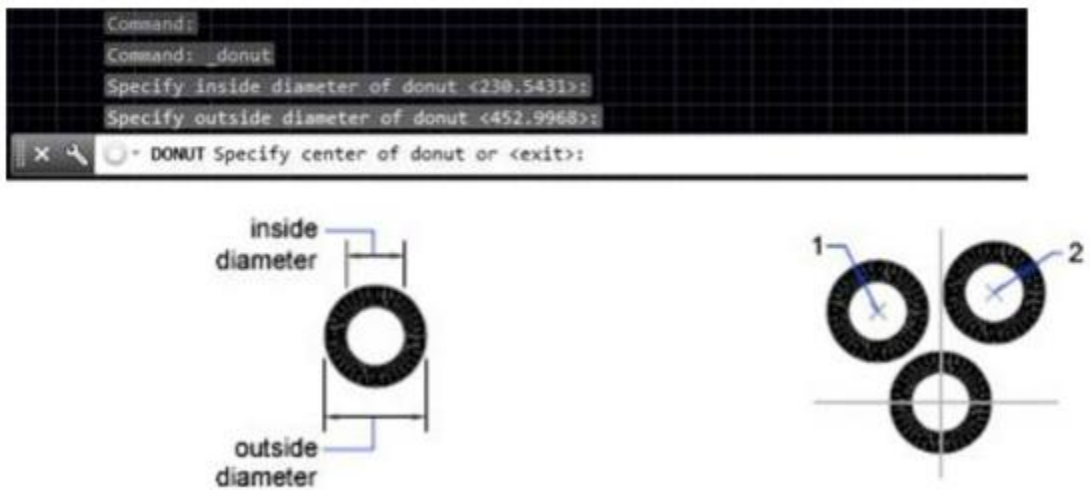 Command:
Command: _donut
Specify inside diameter of donut <230.5431>:
Specify outside diameter of donut <452.9968>:
DONUT Specify center of donut or <exit>:
inside
diameter
outside
diameter
1
2